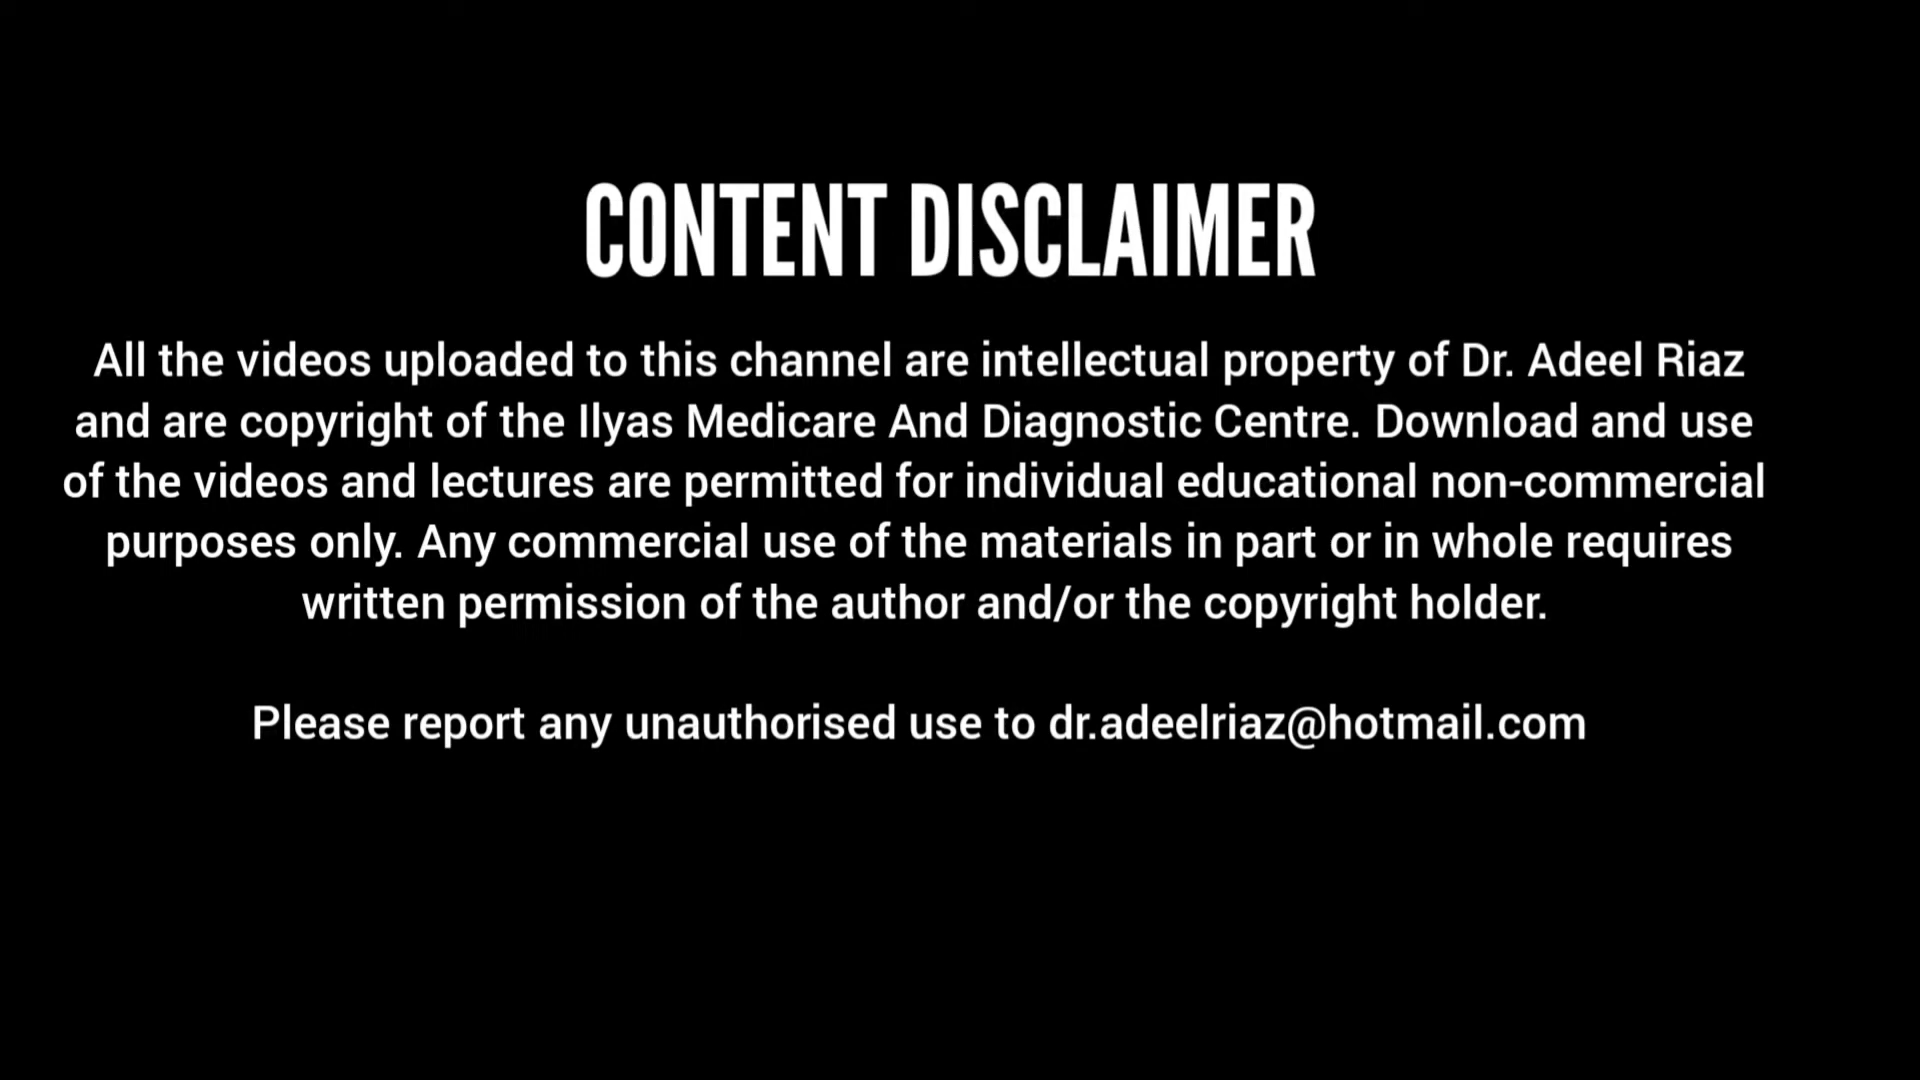 CONTENT DISCLAIMER
All the videos uploaded to this channel are intellectual property of Dr. Adeel Riaz
and are copyright of the Ilyas Medicare And Diagnostic Centre. Download and use
of the videos and lectures are permitted for individual educational non-commercial
purposes only. Any commercial use of the materials in part or in whole requires
written permission of the author and/or the copyright holder.
Please report any unauthorised use to dr.adeelriaz@hotmail.com